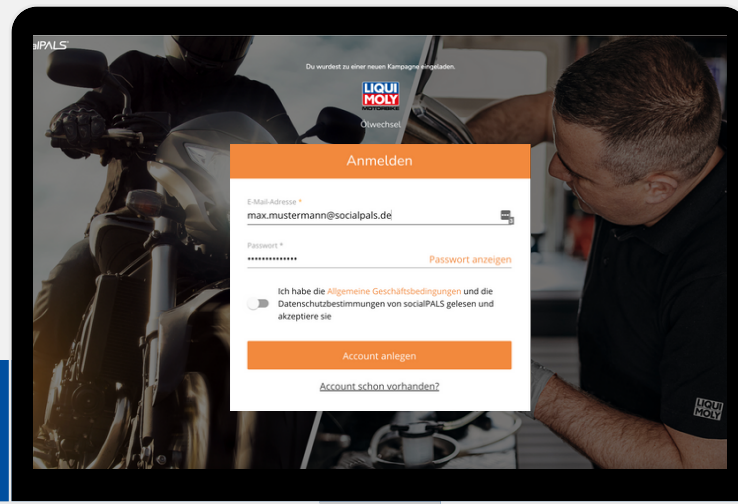 alPALS
Du wurdest zu einer neuen Kampagne eingeladen.
LIQUI
MOLY
MOTORBIKE
Ölwechsel
Anmelden
E-Mail-Adresse *
max.mustermann@socialpals.de
Passwort *
••••••••••••••
Passwort anzeigen
Ich habe die Allgemeine Geschäftsbedingungen und die
Datenschutzbestimmungen von socialPALS gelesen und
akzeptiere sie
Account anlegen
Account schon vorhanden?
LIQUI
MOLY